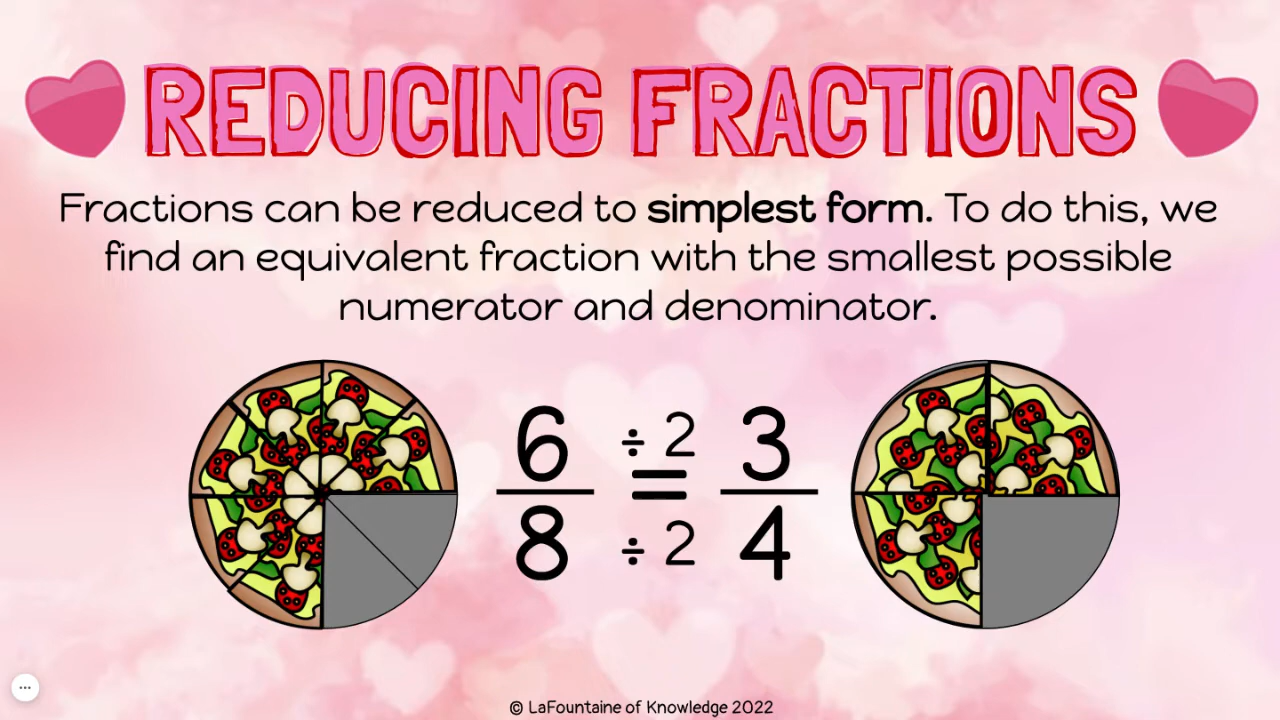 REDUCING FRACTIONS
Fractions can be reduced to simplest form. To do this, we
find an equivalent fraction with the smallest possible
numerator and denominator.
6 ÷ 2 3
=
8 ÷ 2 4
© LaFountaine of Knowledge 2022